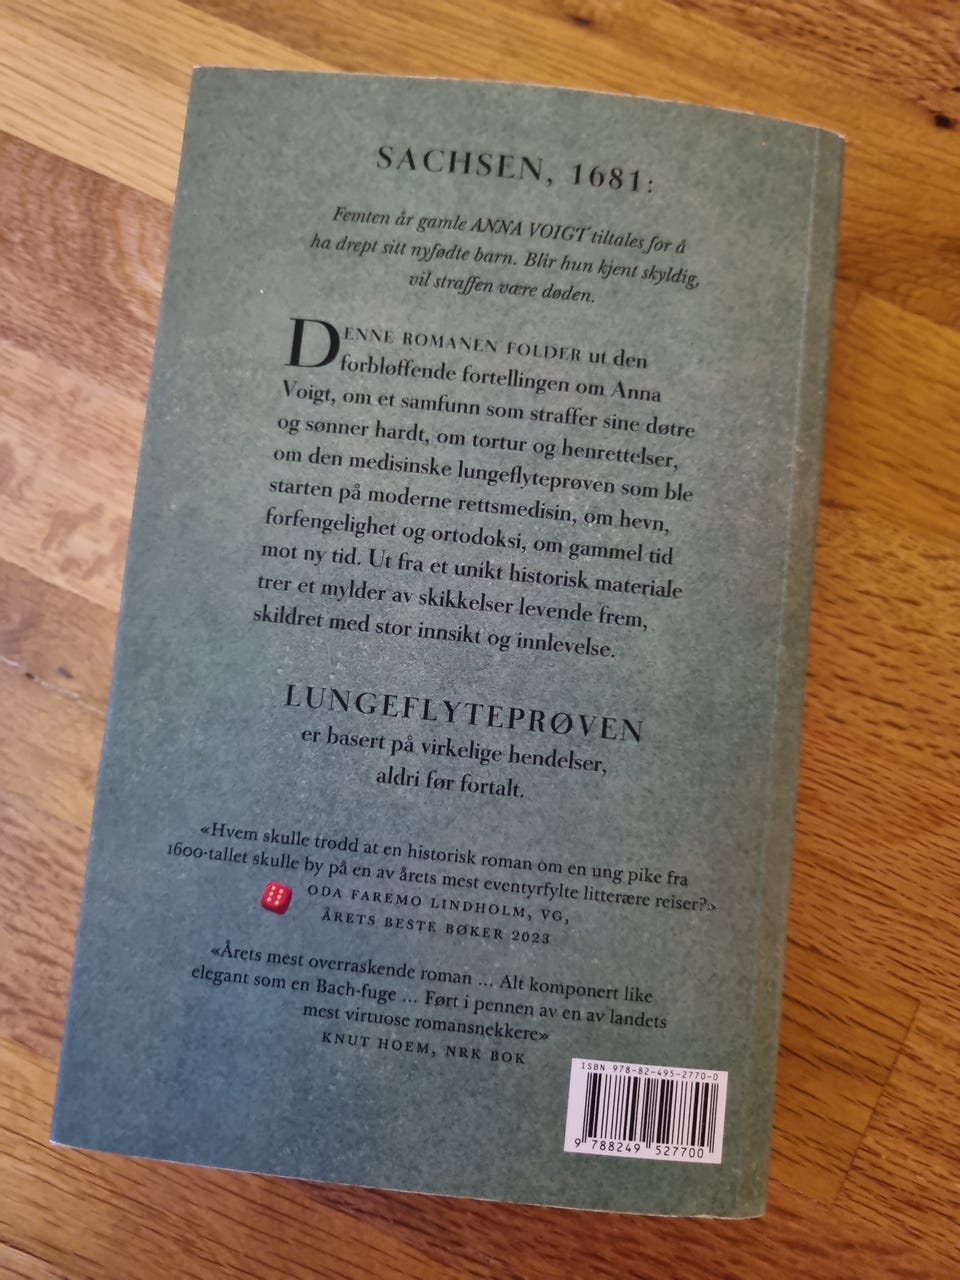 SACHSEN, 1681:
Femten år gamle ANNA VOIGT tiltales for å
ha drept sitt nyfødte barn. Blir hun kjent skyldig,
vil straffen være døden.
DENNE ROMANEN FOLDER ut den
forbløffende fortellingen om Anna
Voigt, om et samfunn som straffer sine døtre
og sønner hardt, om tortur og henrettelser,
om den medisinske lungeflyteprøven som ble
starten på moderne rettsmedisin, om hevn,
forfengelighet og ortodoksi, om gammel tid
mot ny tid. Ut fra et unikt historisk materiale
trer et mylder av skikkelser levende frem,
skildret med stor innsikt og innlevelse.
LUNGEFLYTEPRØVEN
er basert på virkelige hendelser,
aldri før fortalt.
«Hvem skulle trodd at en historisk roman om en ung pike fra
1600-tallet skulle by på en av årets mest eventyrfylte litterære reiser?»
ODA FAREMO LINDHOLM, VG,
ÅRETS BESTE BØKER 2023
«Årets mest overraskende roman ... Alt komponert like
elegant som en Bach-fuge ... Ført i pennen av en av landets
mest virtuose romansnekkere»
KNUT HOEM, NRK BOK
ISBN 978-82-495-2770-0
9 788249 527700